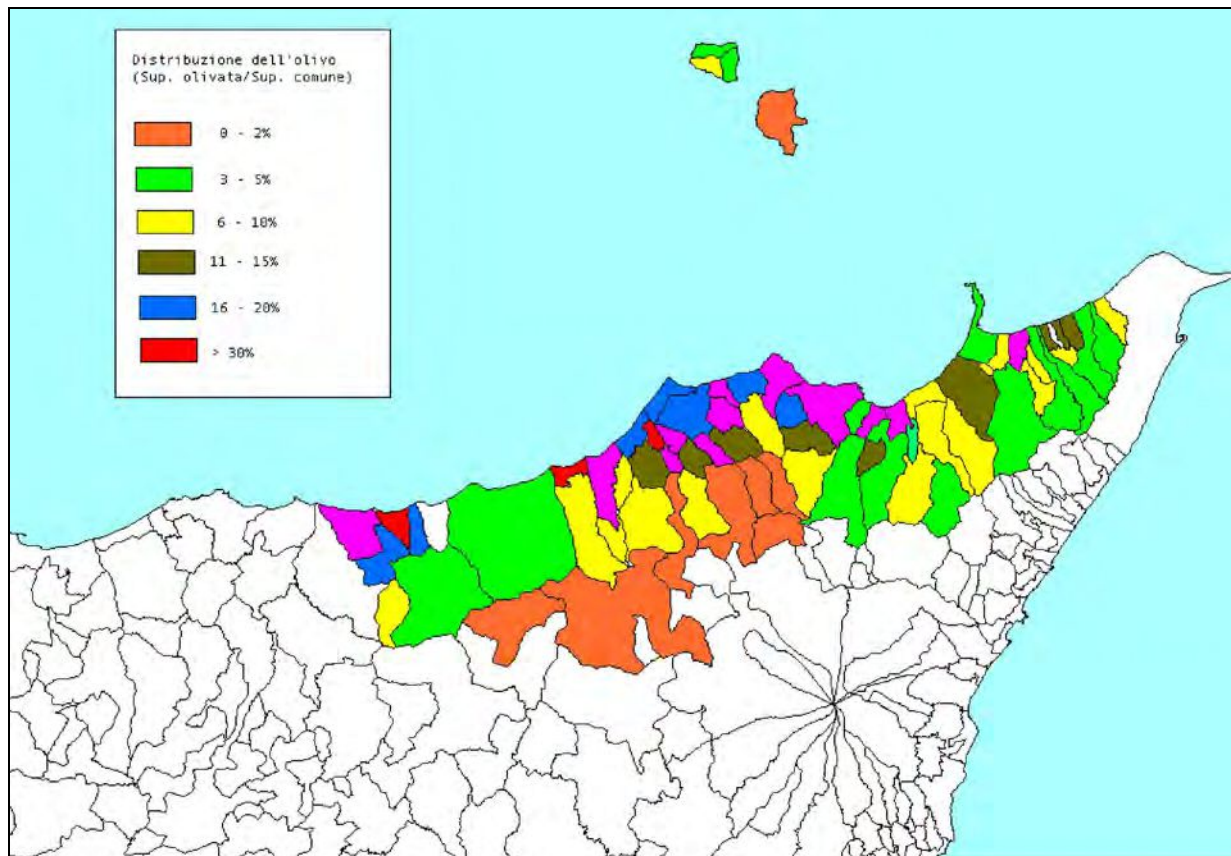 Distribuzione dell'olivo
(Sup. olivata/Sup. comune)
0 - 2%
3 - 5%
6 - 10%
11 - 15%
16 - 20%
> 30%